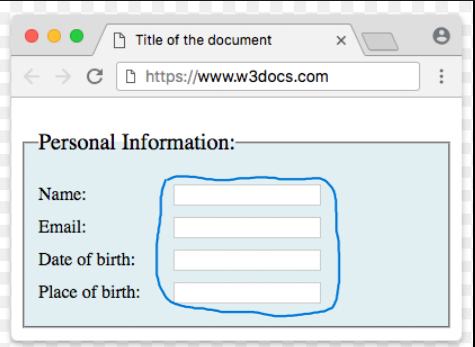 Title of the document
https://www.w3docs.com
Personal Information:
Name:
Email:
Date of birth:
Place of birth: